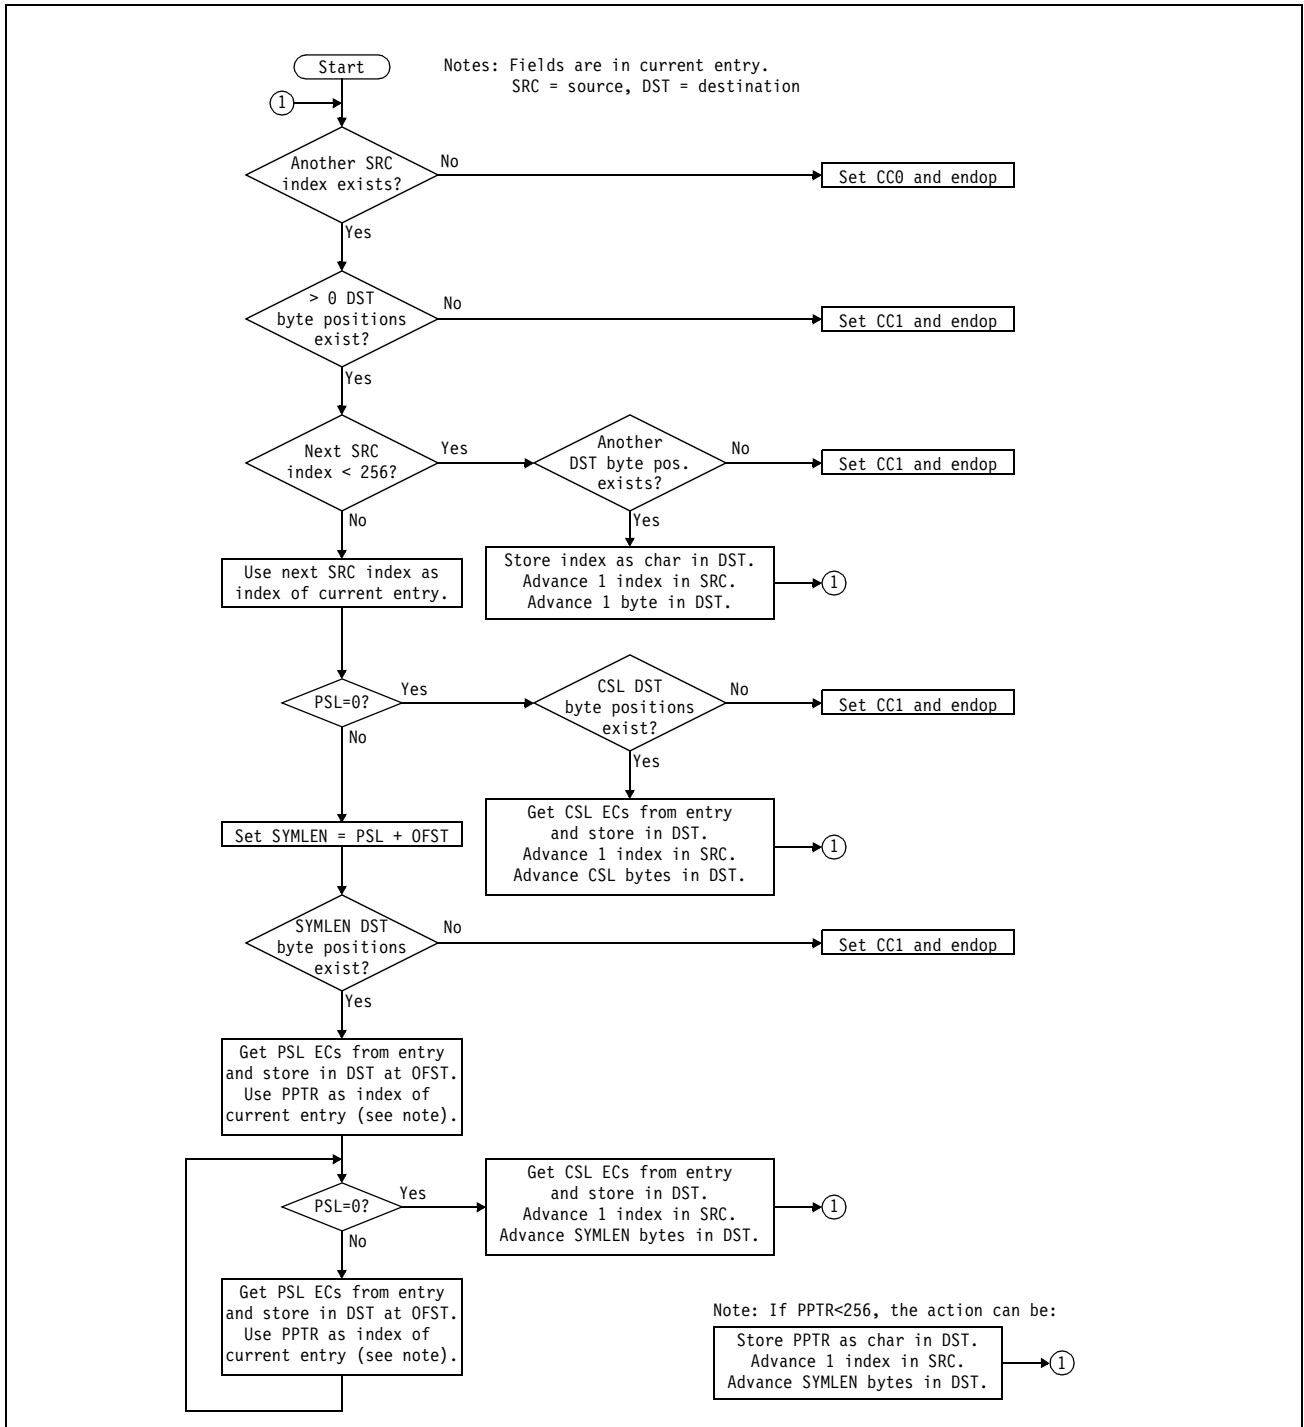 Start
Notes: Fields are in current entry.
SRC = source, DST = destination
1
Another SRC
index exists?
No
Set CC0 and endop
Yes
> 0 DST
byte positions
exist?
No
Set CC1 and endop
Yes
Next SRC
index < 256?
Yes
Another
DST byte pos.
exists?
No
Set CC1 and endop
No
Yes
Use next SRC index as
index of current entry.
Store index as char in DST.
Advance 1 index in SRC.
Advance 1 byte in DST.
1
PSL=0?
Yes
CSL DST
byte positions
exist?
No
Set CC1 and endop
No
Yes
Set SYMLEN = PSL + OFST
Get CSL ECs from entry
and store in DST.
Advance 1 index in SRC.
Advance CSL bytes in DST.
1
SYMLEN DST
byte positions
exist?
No
Set CC1 and endop
Yes
Get PSL ECs from entry
and store in DST at OFST.
Use PPTR as index of
current entry (see note).
PSL=0?
Yes
Get CSL ECs from entry
and store in DST.
Advance 1 index in SRC.
Advance SYMLEN bytes in DST.
1
No
Get PSL ECs from entry
and store in DST at OFST.
Use PPTR as index of
current entry (see note).
Note: If PPTR<256, the action can be:
Store PPTR as char in DST.
Advance 1 index in SRC.
Advance SYMLEN bytes in DST.
1